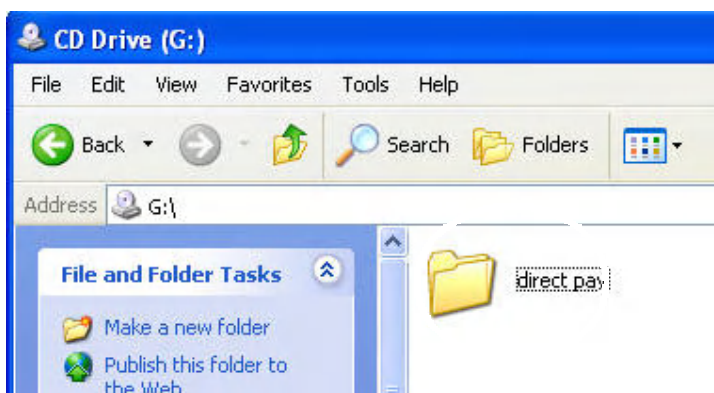 CD Drive (G:)
File Edit View Favorites Tools Help
Back Search Folders
Address G:\
File and Folder Tasks
direct pay
Make a new folder
Publish this folder to
the Web